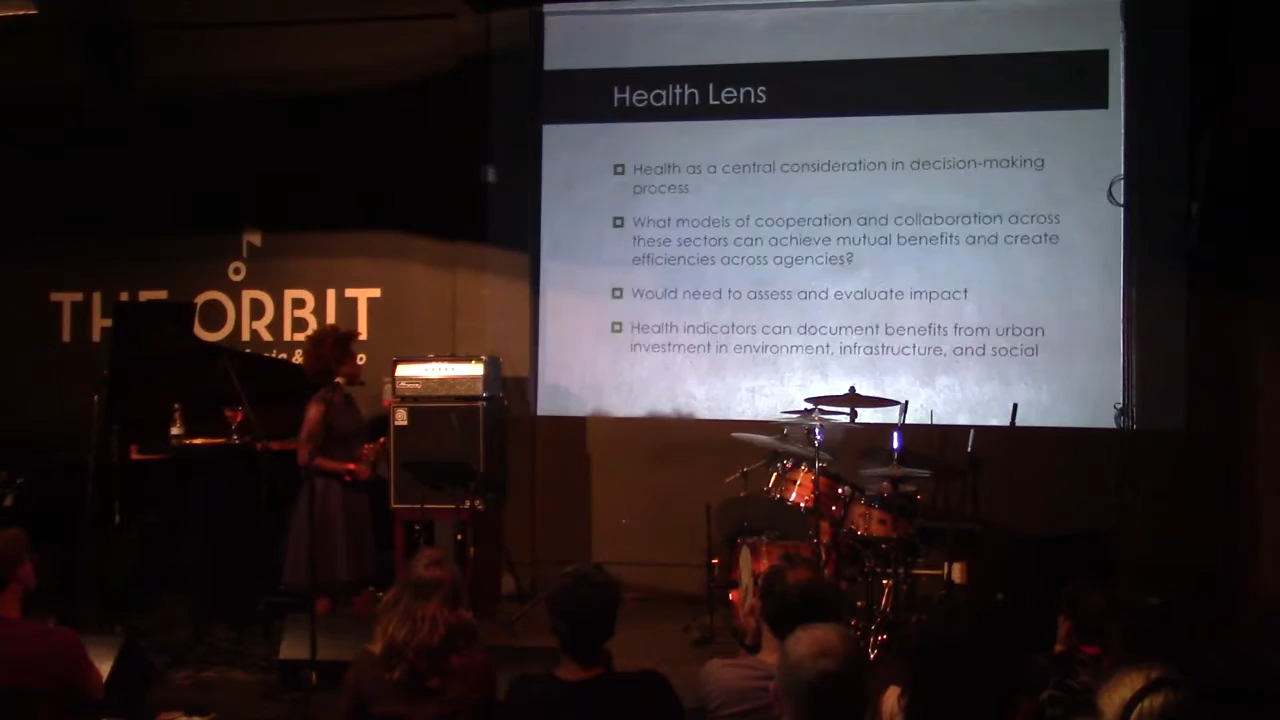 Health Lens
Health as a central consideration in decision-making
process
What models of cooperation and collaboration across
these sectors can achieve mutual benefits and create
efficiencies across agencies?
Would need to assess and evaluate impact
Health indicators can document benefits from urban
investment in environment, infrastructure, and social
THE ORBIT